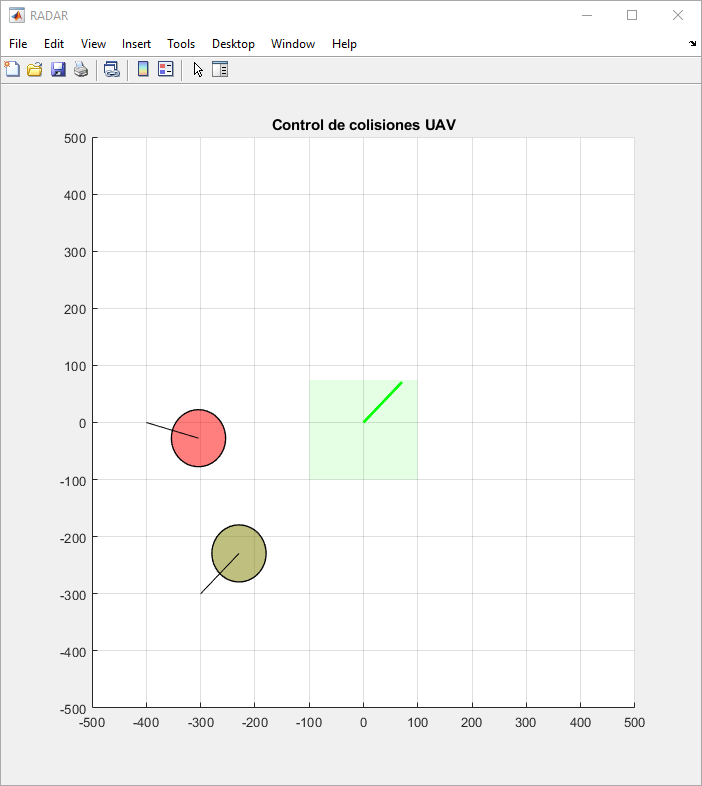 RADAR
File Edit View Insert Tools Desktop Window Help
Control de colisiones UAV
500
400
300
200
100
0
-100
-200
-300
-400
-500
-500 -400 -300 -200 -100 0 100 200 300 400 500